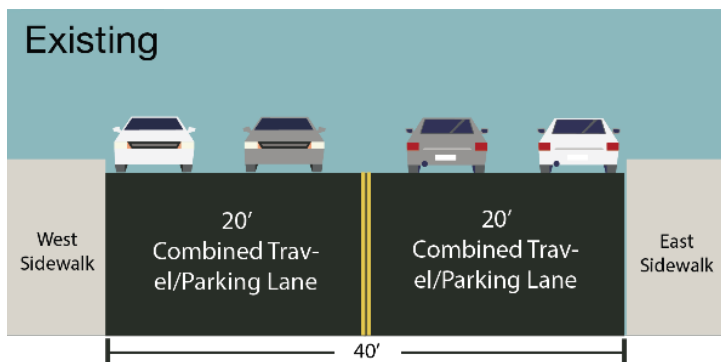 Existing
West
Sidewalk
20′
Combined Trav-
el/Parking Lane
20′
Combined Trav-
el/Parking Lane
East
Sidewalk
40′